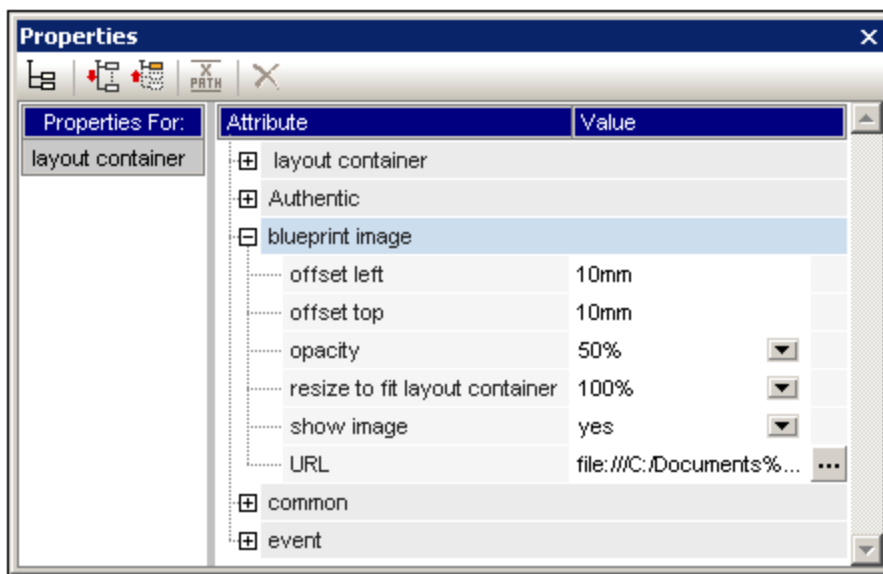 Properties
X
PATH
Properties For:
Attribute Value
layout container
layout container
Authentic
blueprint image
offset left 10mm
offset top 10mm
opacity 50%
resize to fit layout container 100%
show image yes
URL file:///C:/Documents%... ...
common
event